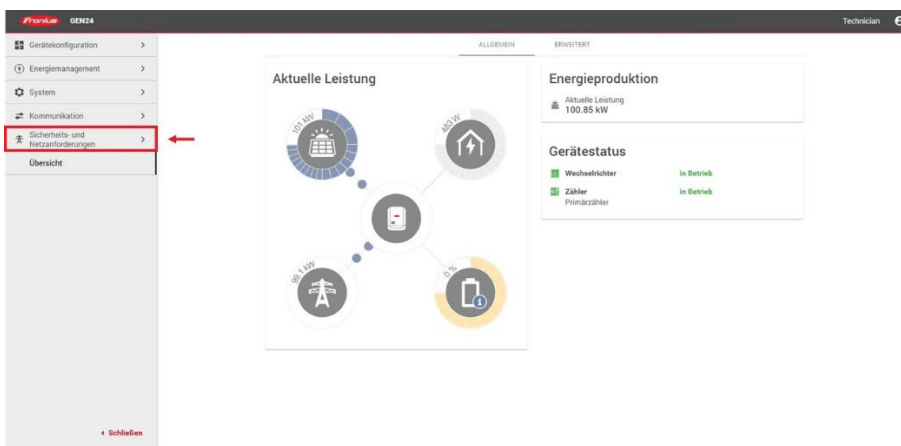 Fronius GEN24
Technician
Gerätekonfiguration
Energiemanagement
System
Kommunikation
Sicherheits- und
Netzanforderungen
Übersicht
Schließen
ALLGEMEIN
ERWEITERT
Aktuelle Leistung
101 kW
483 W
99.1 kW
0 %
i
Energieproduktion
Aktuelle Leistung
100.85 kW
Gerätestatus
Wechselrichter in Betrieb
Zähler in Betrieb
Primärzähler